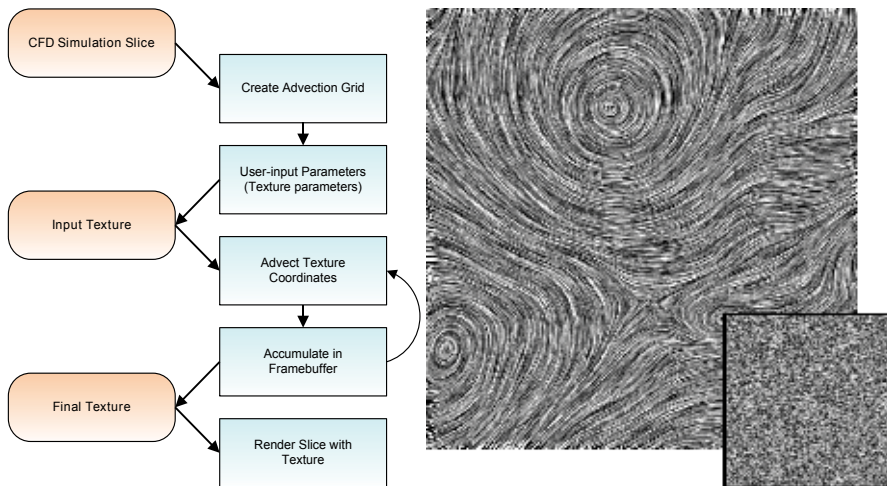 CFD Simulation Slice
Create Advection Grid
User-input Parameters
(Texture parameters)
Input Texture
Advect Texture
Coordinates
Accumulate in
Framebuffer
Final Texture
Render Slice with
Texture